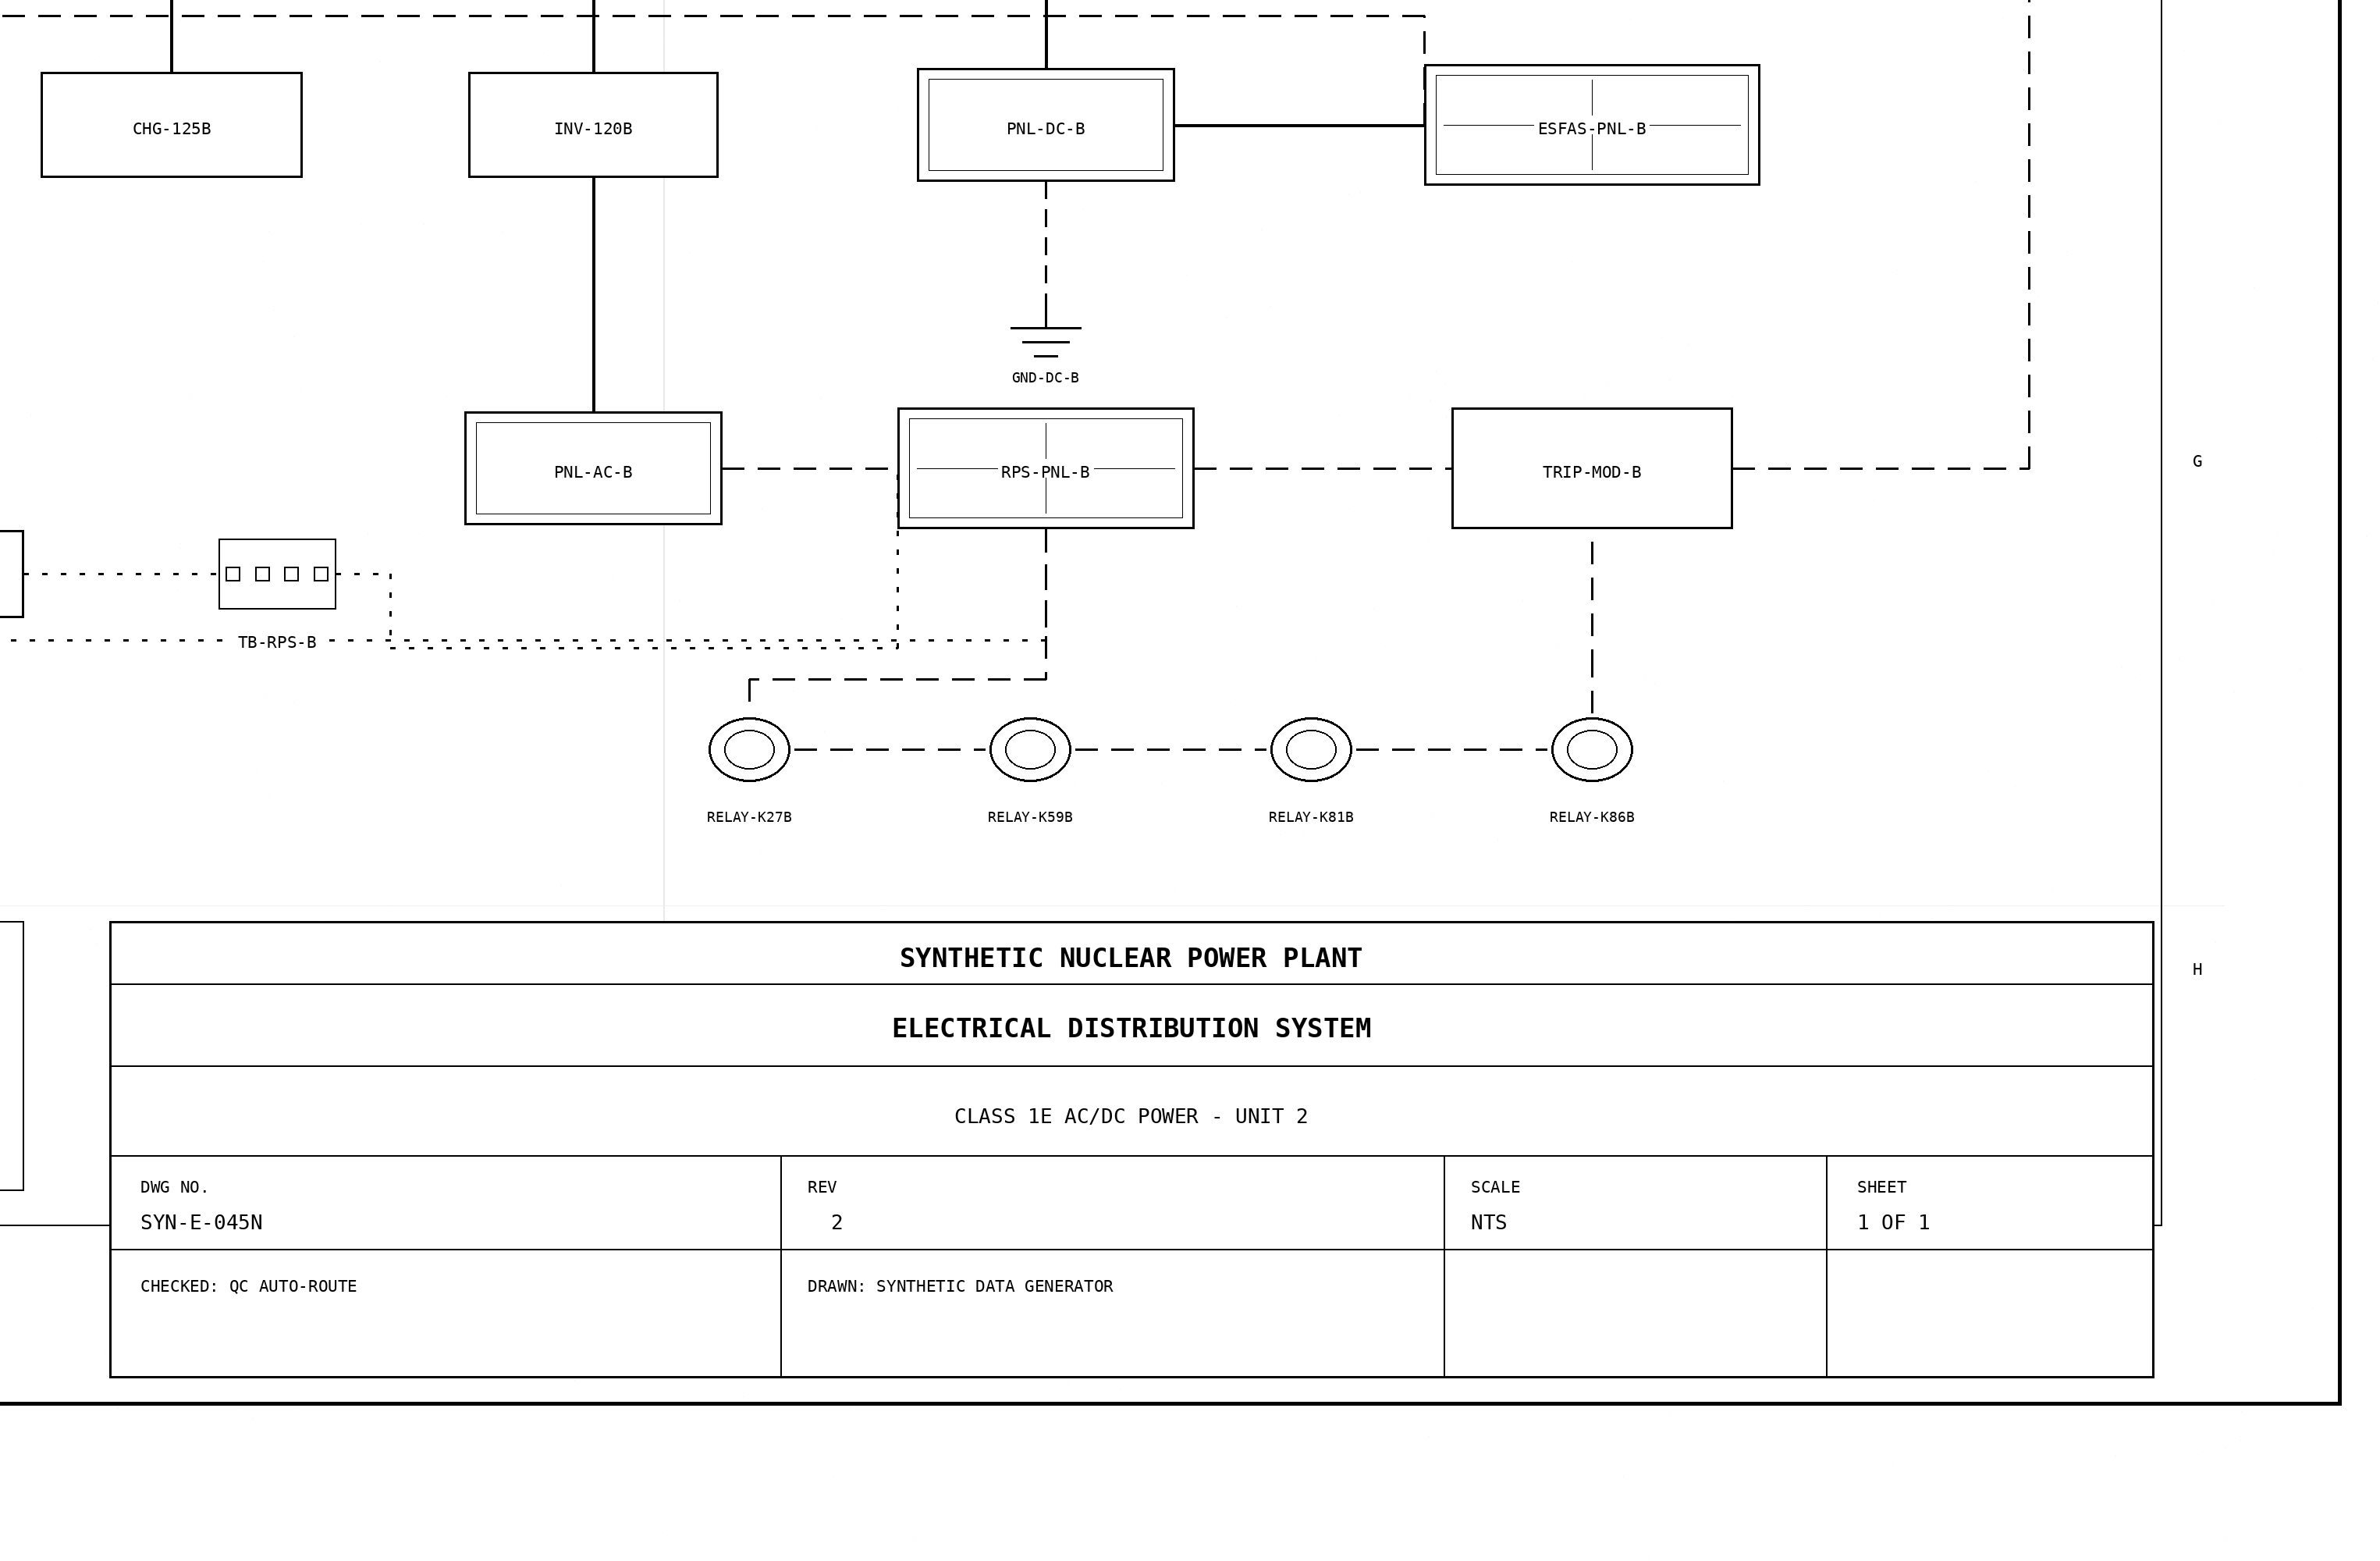 CHG-125B
INV-120B
PNL-DC-B
ESFAS-PNL-B
GND-DC-B
PNL-AC-B
RPS-PNL-B
TRIP-MOD-B
G
TB-RPS-B
RELAY-K27B
RELAY-K59B
RELAY-K81B
RELAY-K86B
SYNTHETIC NUCLEAR POWER PLANT
H
ELECTRICAL DISTRIBUTION SYSTEM
CLASS 1E AC/DC POWER - UNIT 2
DWG NO.
SYN-E-045N
REV
2
SCALE
NTS
SHEET
1 OF 1
CHECKED: QC AUTO-ROUTE
DRAWN: SYNTHETIC DATA GENERATOR